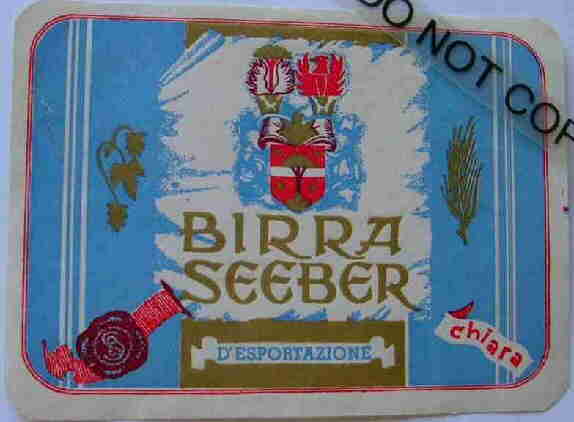 DO NOT COP
BIRRA
SEEBER
D'ESPORTAZIONE
chiara